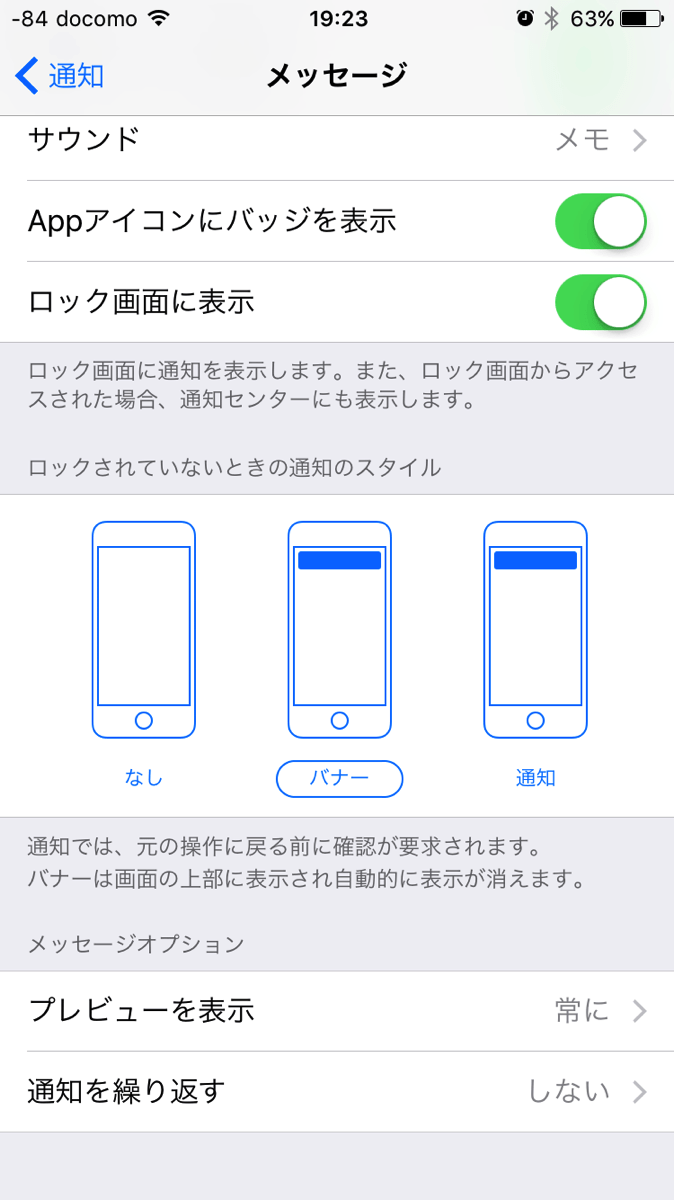 -84 docomo 19:23 63%
通知 メッセージ
サウンド メモ
Appアイコンにバッジを表示
ロック画面に表示
ロック画面に通知を表示します。また、ロック画面からアクセ
スされた場合、通知センターにも表示します。
ロックされていないときの通知のスタイル
なし バナー 通知
通知では、元の操作に戻る前に確認が要求されます。
バナーは画面の上部に表示され自動的に表示が消えます。
メッセージオプション
プレビューを表示 常に
通知を繰り返す しない